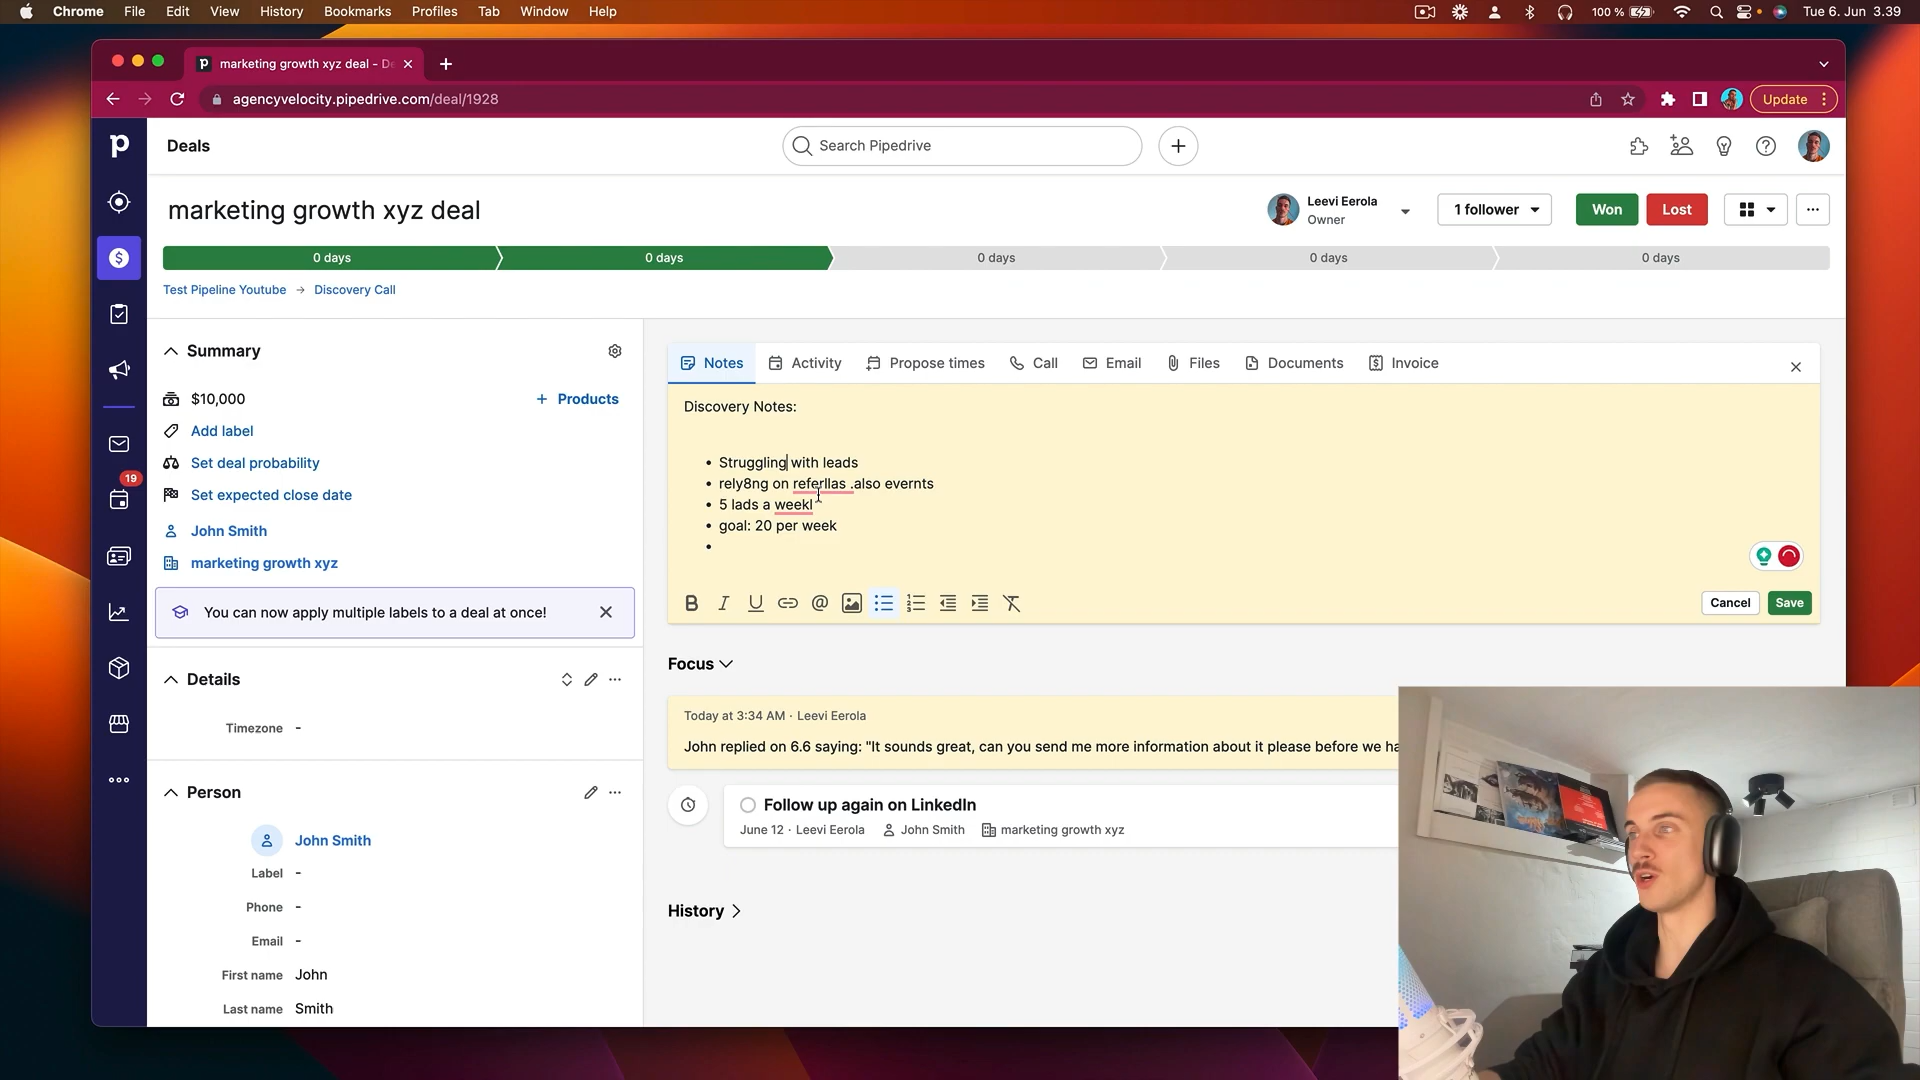 Chrome File Edit View History Bookmarks Profiles Tab Window Help 100 % Tue 6. Jun 3.39
marketing growth xyz deal - De
agencyvelocity.pipedrive.com/deal/1928 Update
Deals Search Pipedrive
marketing growth xyz deal
Leevi Eerola
Owner
1 follower Won Lost
0 days 0 days 0 days 0 days 0 days
Test Pipeline Youtube → Discovery Call
Summary
$10,000 + Products
Add label
Set deal probability
Set expected close date
John Smith
marketing growth xyz
You can now apply multiple labels to a deal at once!
Details
Timezone -
Person
John Smith
Label -
Phone -
Email -
First name John
Last name Smith
19
Notes Activity Propose times Call Email Files Documents Invoice
Discovery Notes:
• Struggling with leads
• rely8ng on referllas .also evernts
• 5 lads a weekl
• goal: 20 per week
•
Cancel Save
Focus
Today at 3:34 AM · Leevi Eerola
John replied on 6.6 saying: "It sounds great, can you send me more information about it please before we ha
Follow up again on LinkedIn
June 12 · Leevi Eerola John Smith marketing growth xyz
History